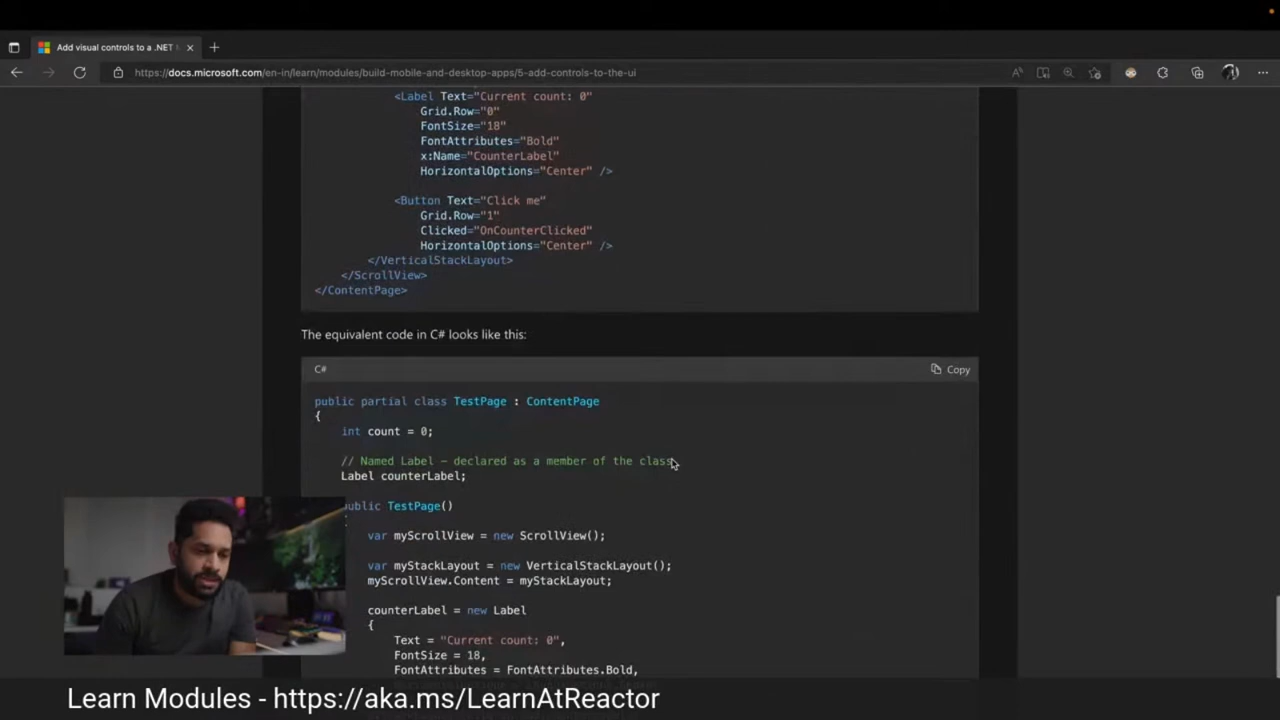 Add visual controls to a .NET
https://docs.microsoft.com/en-in/learn/modules/build-mobile-and-desktop-apps/5-add-controls-to-the-ui
<Label Text="Current count: 0"
Grid.Row="0"
FontSize="18"
FontAttributes="Bold"
x:Name="CounterLabel"
HorizontalOptions="Center" />
<Button Text="Click me"
Grid.Row="1"
Clicked="OnCounterClicked"
HorizontalOptions="Center" />
</VerticalStackLayout>
</ScrollView>
</ContentPage>
The equivalent code in C# looks like this:
C#
Copy
public partial class TestPage : ContentPage
{
int count = 0;
// Named Label - declared as a member of the class
Label counterLabel;
public TestPage()
var myScrollView = new ScrollView();
var myStackLayout = new VerticalStackLayout();
myScrollView.Content = myStackLayout;
counterLabel = new Label
{
Text = "Current count: 0",
FontSize = 18,
FontAttributes = FontAttributes.Bold,
Learn Modules - https://aka.ms/LearnAtReactor